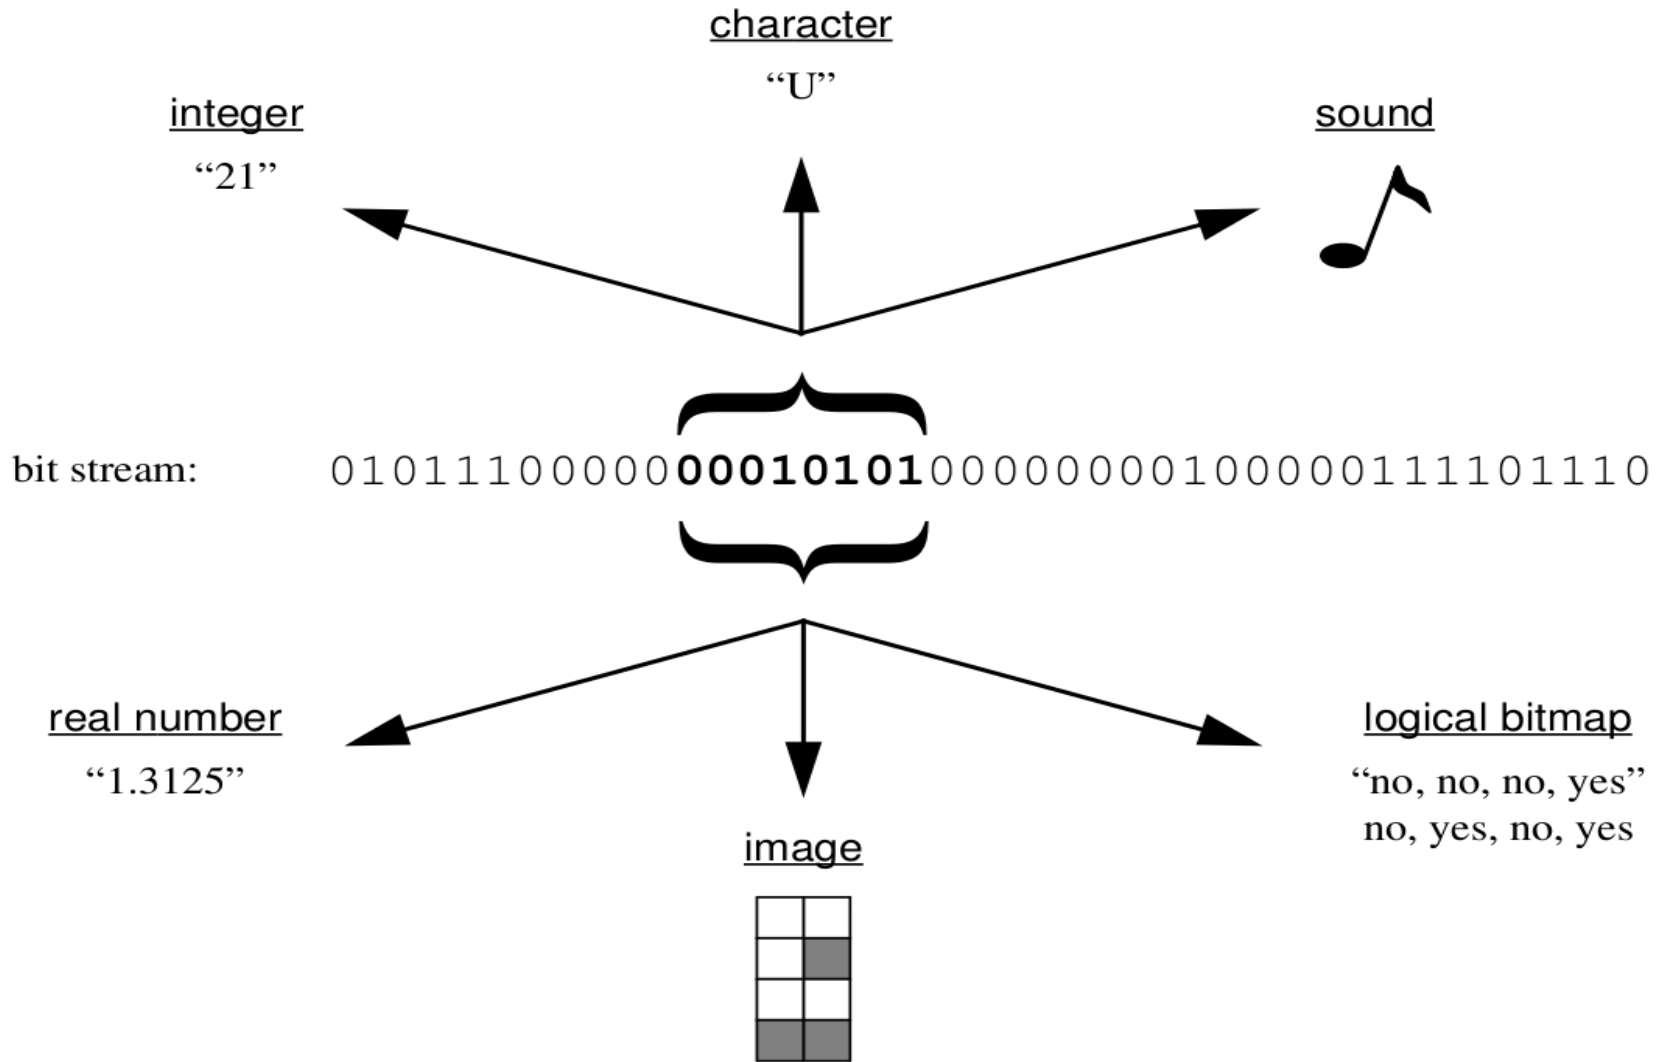 character
“U”
integer
“21”
sound
bit stream: 010111000000001010100000000100000111101110
real number
“1.3125”
logical bitmap
“no, no, no, yes”
no, yes, no, yes
image